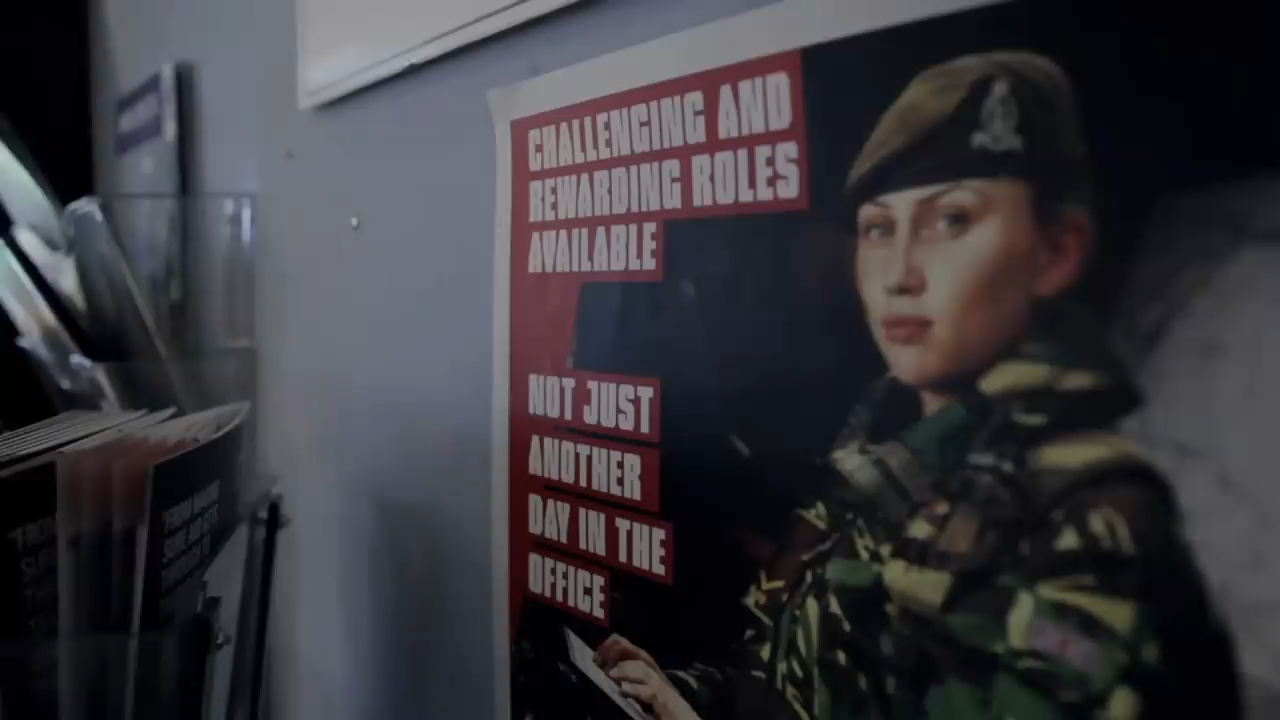 CHALLENGING AND
REWARDING ROLES
AVAILABLE
NOT JUST
ANOTHER
DAY IN THE
OFFICE